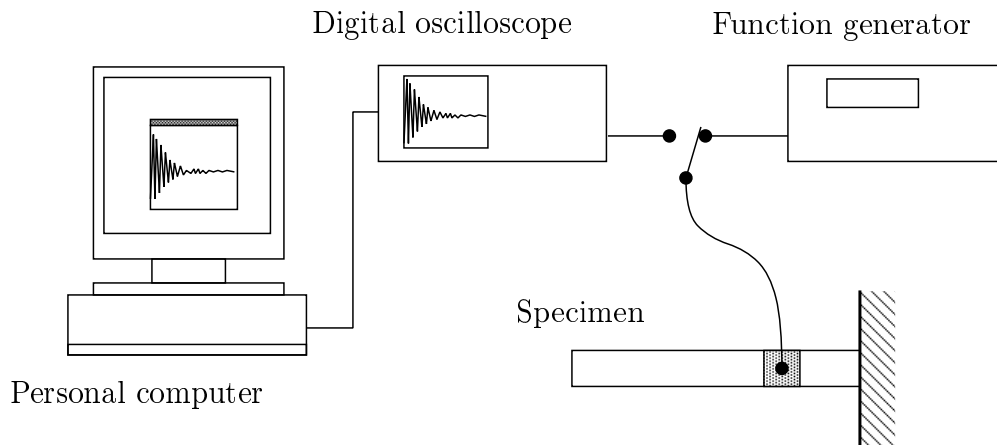 Digital oscilloscope
Function generator
Specimen
Personal computer